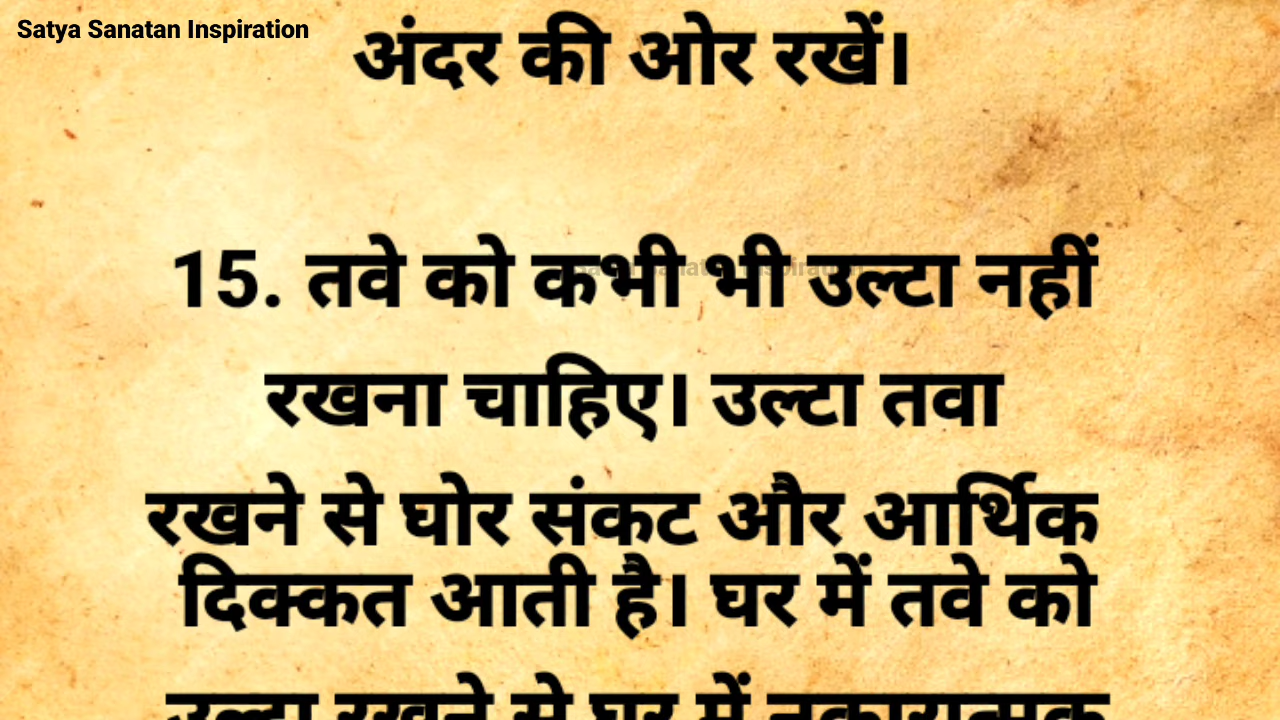 Satya Sanatan Inspiration
अंदर की ओर रखें।
15. तवे को कभी भी उल्टा नहीं
रखना चाहिए। उल्टा तवा
रखने से घोर संकट और आर्थिक
दिक्कत आती है। घर में तवे को
उल्टा रखने से घर में नकारात्मक